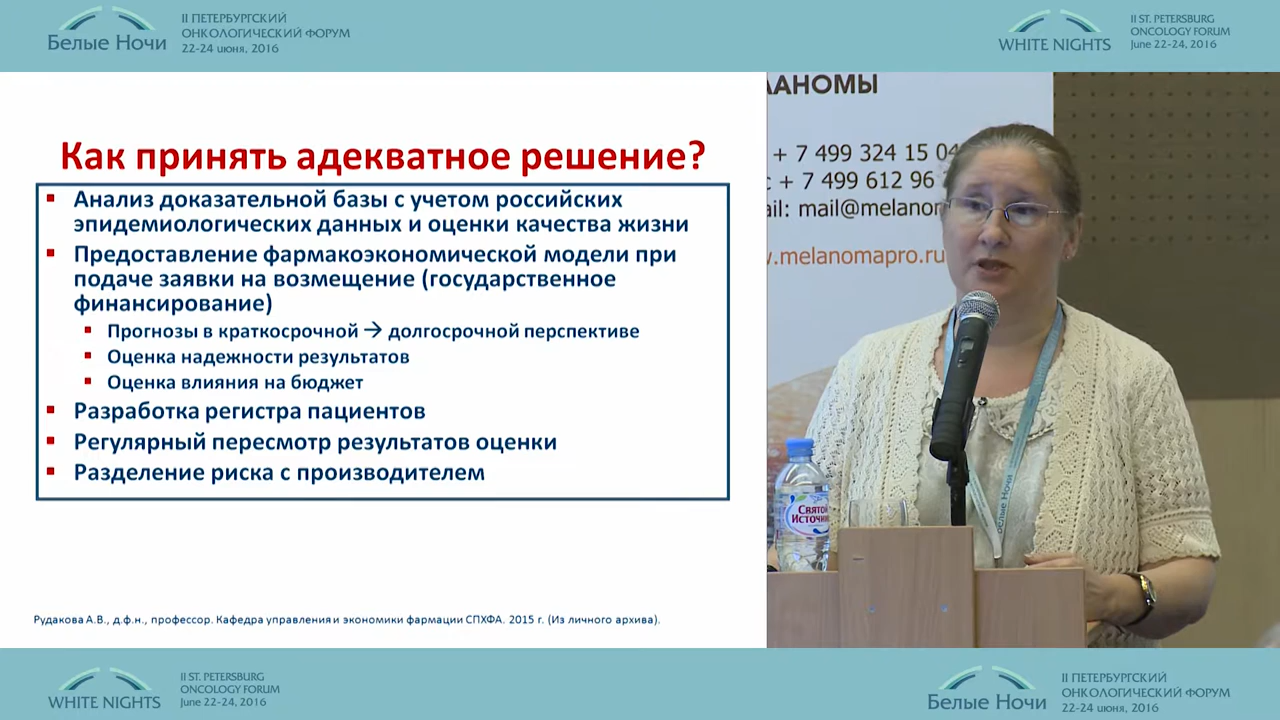 Белые Ночи
II ПЕТЕРБУРГСКИЙ
ОНКОЛОГИЧЕСКИЙ ФОРУМ
22-24 июня, 2016
WHITE NIGHTS
II ST. PETERSBURG
ONCOLOGY FORUM
June 22-24, 2016
Как принять адекватное решение?
Анализ доказательной базы с учетом российских
эпидемиологических данных и оценки качества жизни
Предоставление фармакоэкономической модели при
подаче заявки на возмещение (государственное
финансирование)
Прогнозы в краткосрочной → долгосрочной перспективе
Оценка надежности результатов
Оценка влияния на бюджет
Разработка регистра пациентов
Регулярный пересмотр результатов оценки
Разделение риска с производителем
Рудакова А.В., д.ф.н., профессор. Кафедра управления и экономики фармации СПХФА. 2015 г. (Из личного архива).
+ 7 499 324 15 04
+ 7 499 612 96
mail@melanom
.melanomapro.ru
Святой
Источник
Белые Ночи
WHITE NIGHTS
II ST. PETERSBURG
ONCOLOGY FORUM
June 22-24, 2016
Белые Ночи
II ПЕТЕРБУРГСКИЙ
ОНКОЛОГИЧЕСКИЙ ФОРУМ
22-24 июня, 2016